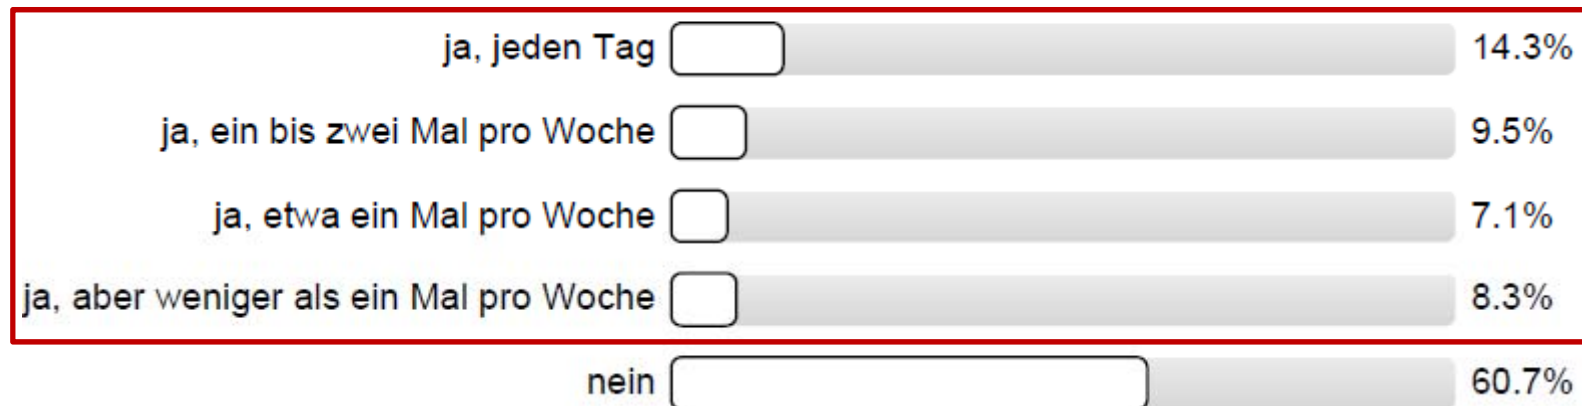 ja, jeden Tag 14.3%
ja, ein bis zwei Mal pro Woche 9.5%
ja, etwa ein Mal pro Woche 7.1%
ja, aber weniger als ein Mal pro Woche 8.3%
nein 60.7%